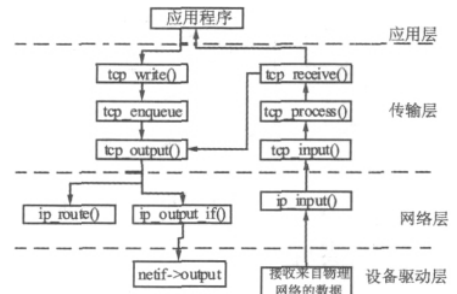 应用程序
应用层
tcp_write()
tcp_receive()
tcp_enqueue
tcp_process()
传输层
tcp_output()
tcp_input()
ip_route()
ip_output_if()
ip_input()
网络层
netif->output
接收来自物理
网络的数据
设备驱动层